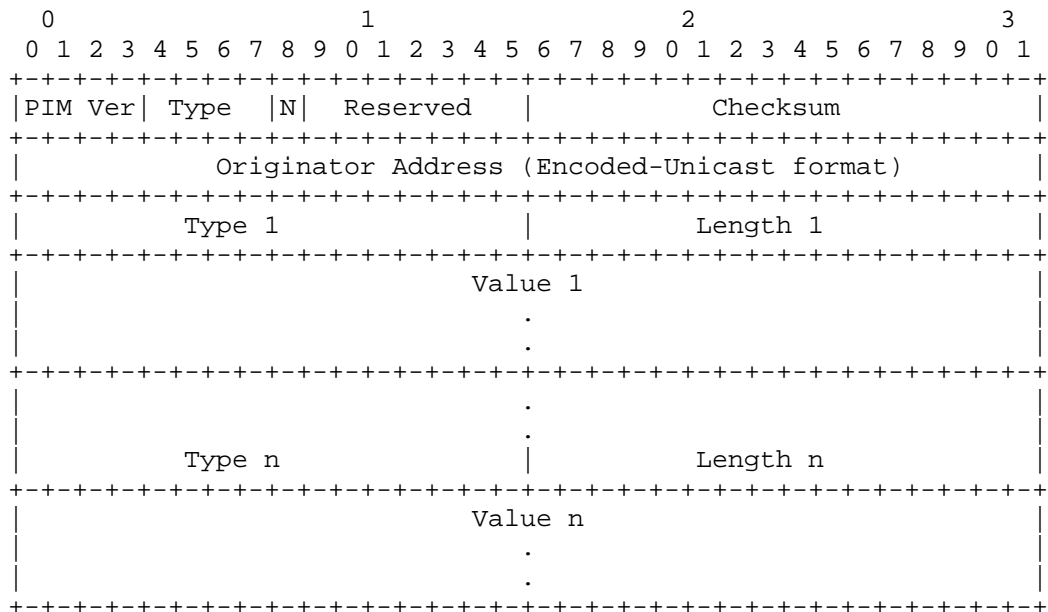 0                   1                   2                   3
0 1 2 3 4 5 6 7 8 9 0 1 2 3 4 5 6 7 8 9 0 1 2 3 4 5 6 7 8 9 0 1
+-+-+-+-+-+-+-+-+-+-+-+-+-+-+-+-+-+-+-+-+-+-+-+-+-+-+-+-+-+-+-+-+
|PIM Ver| Type  |N|  Reserved   |           Checksum            |
+-+-+-+-+-+-+-+-+-+-+-+-+-+-+-+-+-+-+-+-+-+-+-+-+-+-+-+-+-+-+-+-+
|            Originator Address (Encoded-Unicast format)        |
+-+-+-+-+-+-+-+-+-+-+-+-+-+-+-+-+-+-+-+-+-+-+-+-+-+-+-+-+-+-+-+-+
|          Type 1               |          Length 1             |
+-+-+-+-+-+-+-+-+-+-+-+-+-+-+-+-+-+-+-+-+-+-+-+-+-+-+-+-+-+-+-+-+
|                            Value 1                            |
|                               .                               |
|                               .                               |
+-+-+-+-+-+-+-+-+-+-+-+-+-+-+-+-+-+-+-+-+-+-+-+-+-+-+-+-+-+-+-+-+
|                               .                               |
|                               .                               |
|          Type n               |          Length n             |
+-+-+-+-+-+-+-+-+-+-+-+-+-+-+-+-+-+-+-+-+-+-+-+-+-+-+-+-+-+-+-+-+
|                            Value n                            |
|                               .                               |
|                               .                               |
+-+-+-+-+-+-+-+-+-+-+-+-+-+-+-+-+-+-+-+-+-+-+-+-+-+-+-+-+-+-+-+-+